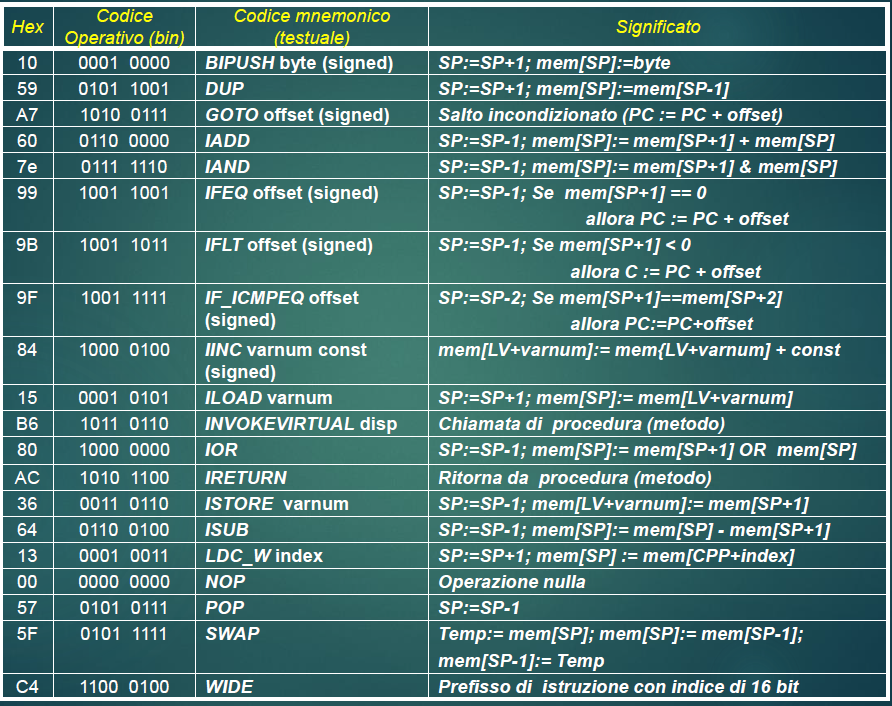 Hex Codice Operativo (bin) Codice mnemonico (testuale) Significato
10 0001 0000 BIPUSH byte (signed) SP:=SP+1; mem[SP]:=byte
59 0101 1001 DUP SP:=SP+1; mem[SP]:=mem[SP-1]
A7 1010 0111 GOTO offset (signed) Salto incondizionato (PC := PC + offset)
60 0110 0000 IADD SP:=SP-1; mem[SP]:= mem[SP+1] + mem[SP]
7e 0111 1110 IAND SP:=SP-1; mem[SP]:= mem[SP+1] & mem[SP]
99 1001 1001 IFEQ offset (signed) SP:=SP-1; Se mem[SP+1] == 0
allora PC := PC + offset
9B 1001 1011 IFLT offset (signed) SP:=SP-1; Se mem[SP+1] < 0
allora C := PC + offset
9F 1001 1111 IF_ICMPEQ offset (signed) SP:=SP-2; Se mem[SP+1]==mem[SP+2]
allora PC:=PC+offset
84 1000 0100 IINC varnum const (signed) mem[LV+varnum]:= mem{LV+varnum] + const
15 0001 0101 ILOAD varnum SP:=SP+1; mem[SP]:= mem[LV+varnum]
B6 1011 0110 INVOKEVIRTUAL disp Chiamata di procedura (metodo)
80 1000 0000 IOR SP:=SP-1; mem[SP]:= mem[SP+1] OR mem[SP]
AC 1010 1100 IRETURN Ritorna da procedura (metodo)
36 0011 0110 ISTORE varnum SP:=SP-1; mem[LV+varnum]:= mem[SP+1]
64 0110 0100 ISUB SP:=SP-1; mem[SP]:= mem[SP] - mem[SP+1]
13 0001 0011 LDC_W index SP:=SP+1; mem[SP] := mem[CPP+index]
00 0000 0000 NOP Operazione nulla
57 0101 0111 POP SP:=SP-1
5F 0101 1111 SWAP Temp:= mem[SP]; mem[SP]:= mem[SP-1];
mem[SP-1]:= Temp
C4 1100 0100 WIDE Prefisso di istruzione con indice di 16 bit